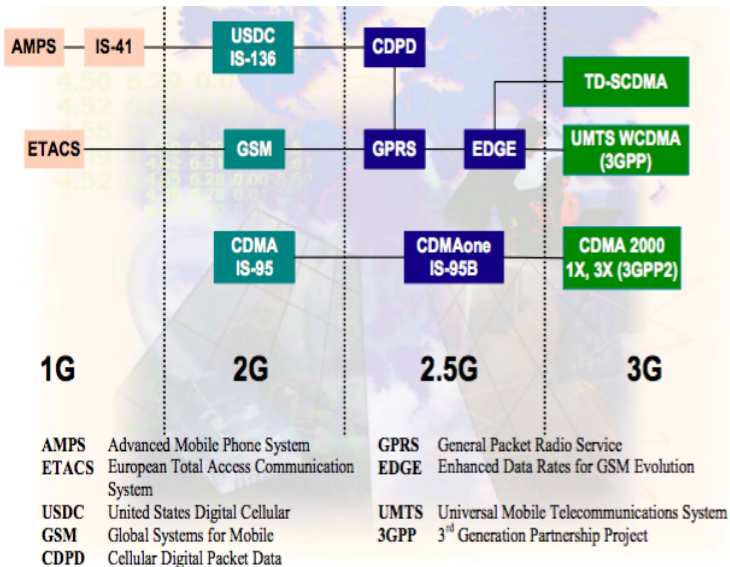 AMPS
IS-41
USDC
IS-136
CDPD
TD-SCDMA
ETACS
GSM
GPRS
EDGE
UMTS WCDMA
(3GPP)
CDMA
IS-95
CDMAone
IS-95B
CDMA 2000
1X, 3X (3GPP2)
1G
2G
2.5G
3G
AMPS Advanced Mobile Phone System
ETACS European Total Access Communication
System
USDC United States Digital Cellular
GSM Global Systems for Mobile
CDPD Cellular Digital Packet Data
GPRS General Packet Radio Service
EDGE Enhanced Data Rates for GSM Evolution
UMTS Universal Mobile Telecommunications System
3GPP 3rd Generation Partnership Project